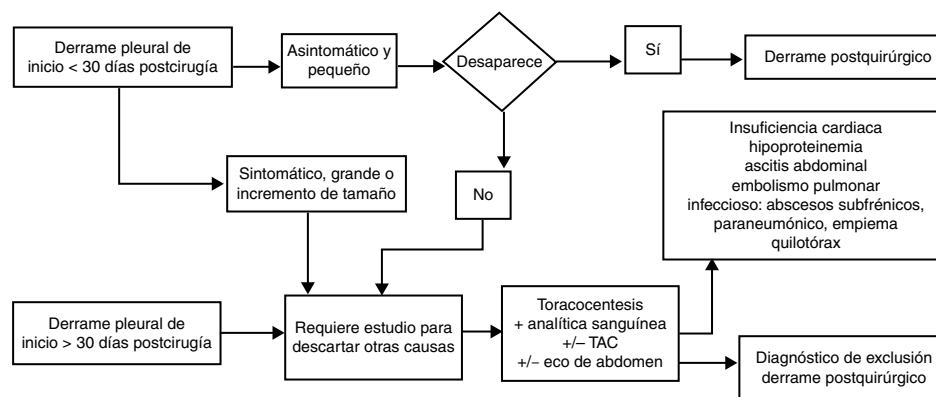 Derrame pleural de
inicio < 30 días postcirugía
Asintomático y
pequeño
Desaparece
Sí
Derrame postquirúrgico
Sintomático, grande o
incremento de tamaño
No
Insuficiencia cardiaca
hipoproteinemia
ascitis abdominal
embolismo pulmonar
infeccioso: abscesos subfrénicos,
paraneumónico, empiema
quilotórax
Derrame pleural de
inicio > 30 días postcirugía
Requiere estudio para
descartar otras causas
Toracocentesis
+ analítica sanguínea
+/– TAC
+/– eco de abdomen
Diagnóstico de exclusión
derrame postquirúrgico